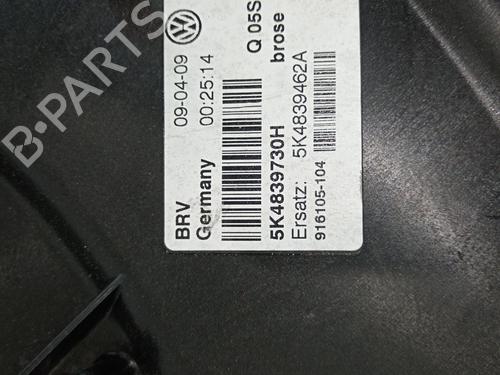 09-04-09
00:25:14
Q 05S
brose
BRV
Germany
5K4839730H
Ersatz: 5K4839462A
916105-104
B-PARTS